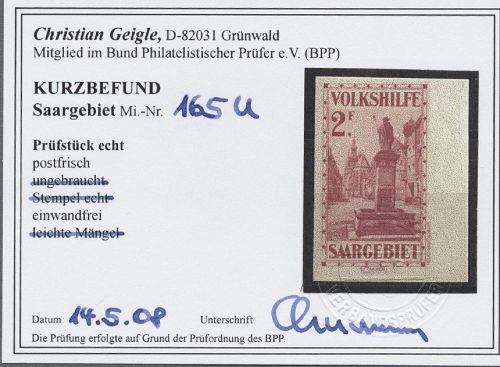 Christian Geigle, D-82031 Grünwald
Mitglied im Bund Philatelistischer Prüfer e.V. (BPP)
KURZBEFUND
Saargebiet Mi.-Nr. 165 U
Prüfstück echt
postfrisch
ungebraucht
Stempel echt
einwandfrei
leichte Mängel
VOLKSHILFE
2 F
SAARGEBIET
VERBANDSPRÜFER
Datum: 14.5.08 Unterschrift:
Die Prüfung erfolgte auf Grund der Prüfordnung des BPP